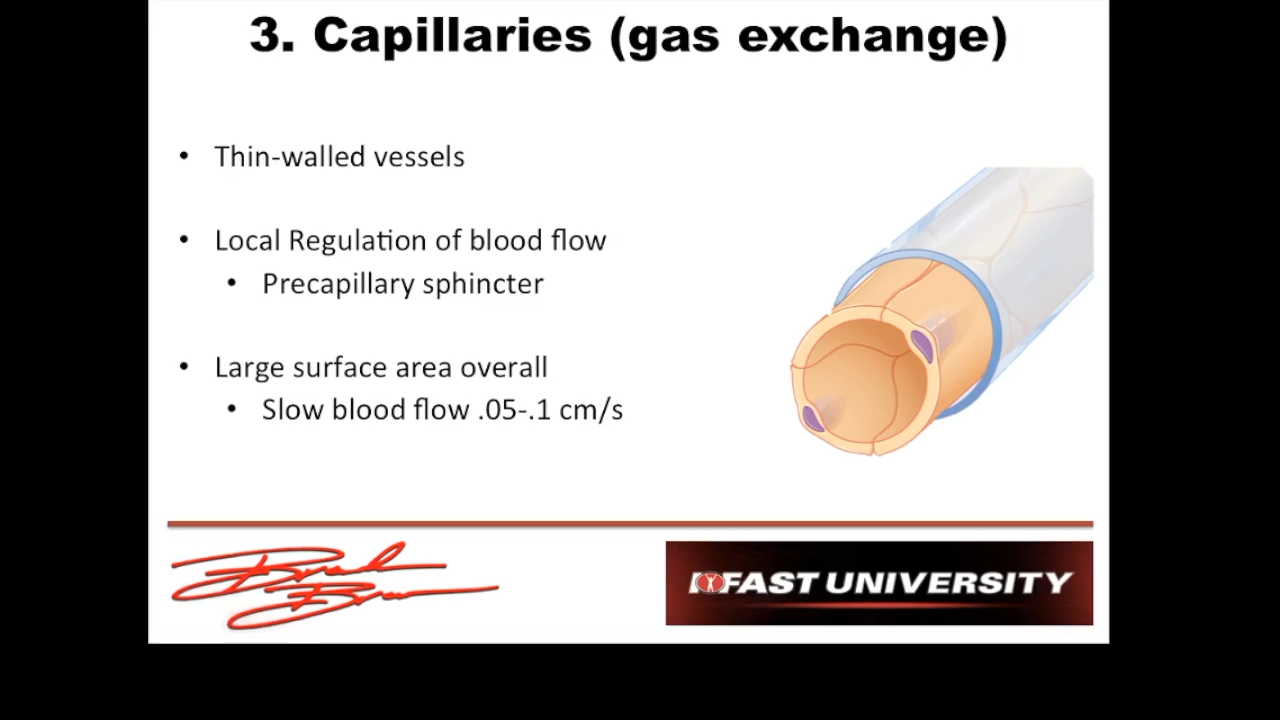 3. Capillaries (gas exchange)
• Thin-walled vessels
• Local Regulation of blood flow
• Precapillary sphincter
• Large surface area overall
• Slow blood flow .05-.1 cm/s
FAST UNIVERSITY